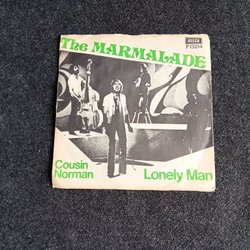 The MARMALADE
DECCA
F 13214
Cousin
Norman
Lonely Man